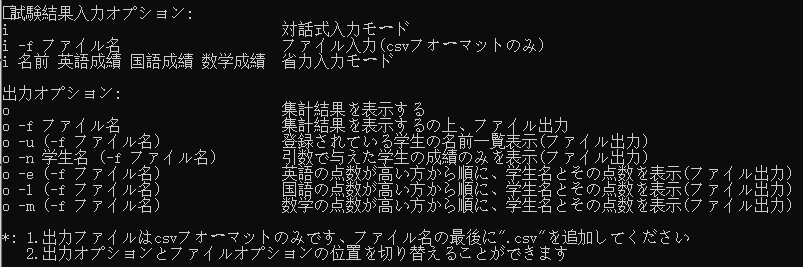 □試験結果入力オプション:
i 対話式入力モード
i -f ファイル名 ファイル入力(csvフォーマットのみ)
i 名前 英語成績 国語成績 数学成績 省力入力モード
出力オプション:
o 集計結果を表示する
o -f ファイル名 集計結果を表示するの上、ファイル出力
o -u (-f ファイル名) 登録されている学生の名前一覧表示(ファイル出力)
o -n 学生名 (-f ファイル名) 引数で与えた学生の成績のみを表示(ファイル出力)
o -e (-f ファイル名) 英語の点数が高い方から順に、学生名とその点数を表示(ファイル出力)
o -l (-f ファイル名) 国語の点数が高い方から順に、学生名とその点数を表示(ファイル出力)
o -m (-f ファイル名) 数学の点数が高い方から順に、学生名とその点数を表示(ファイル出力)
*: 1.出力ファイルはcsvフォーマットのみです、ファイル名の最後に".csv"を追加してください
2.出力オプションとファイルオプションの位置を切り替えることができます